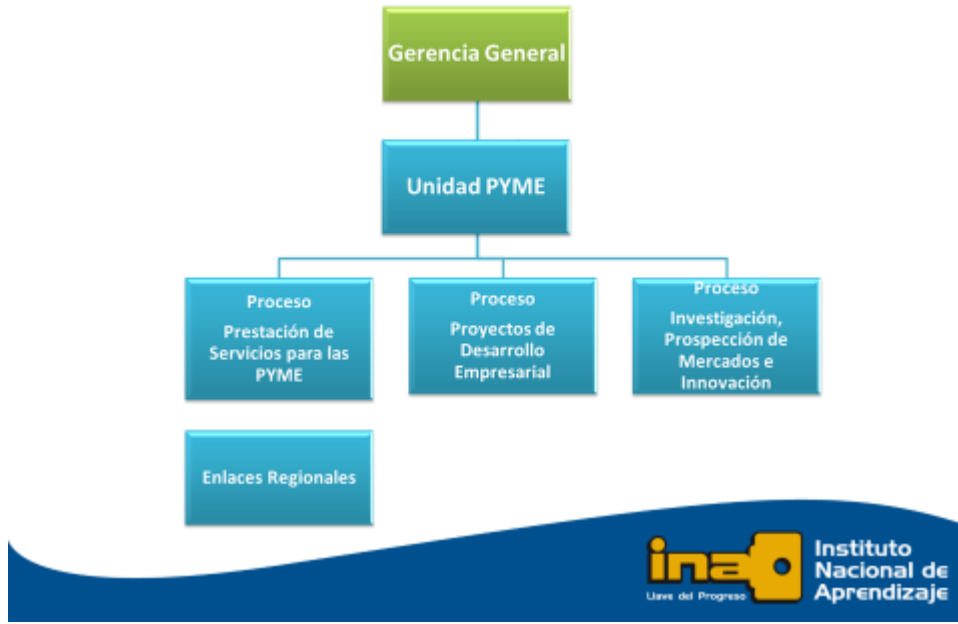 Gerencia General
Unidad PYME
Proceso
Prestación de
Servicios para las
PYME
Proceso
Proyectos de
Desarrollo
Empresarial
Proceso
Investigación,
Prospección de
Mercados e
Innovación
Enlaces Regionales
ina
Llave del Progreso
Instituto
Nacional de
Aprendizaje